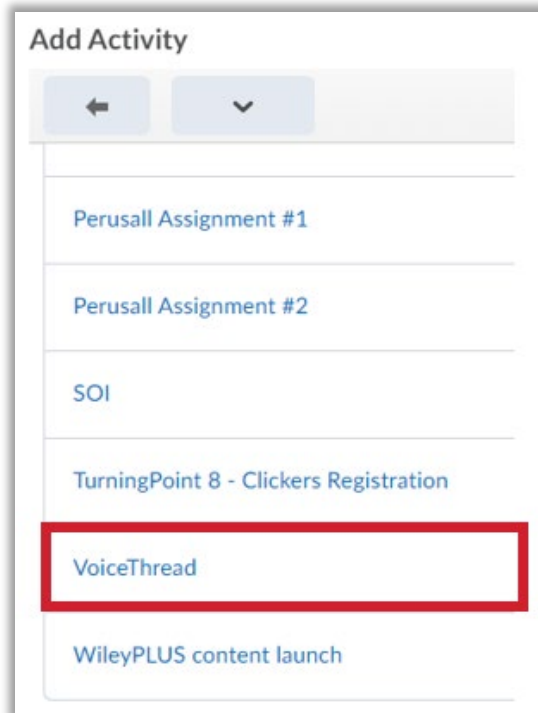 Add Activity
Perusall Assignment #1
Perusall Assignment #2
SOI
TurningPoint 8 - Clickers Registration
VoiceThread
WileyPLUS content launch